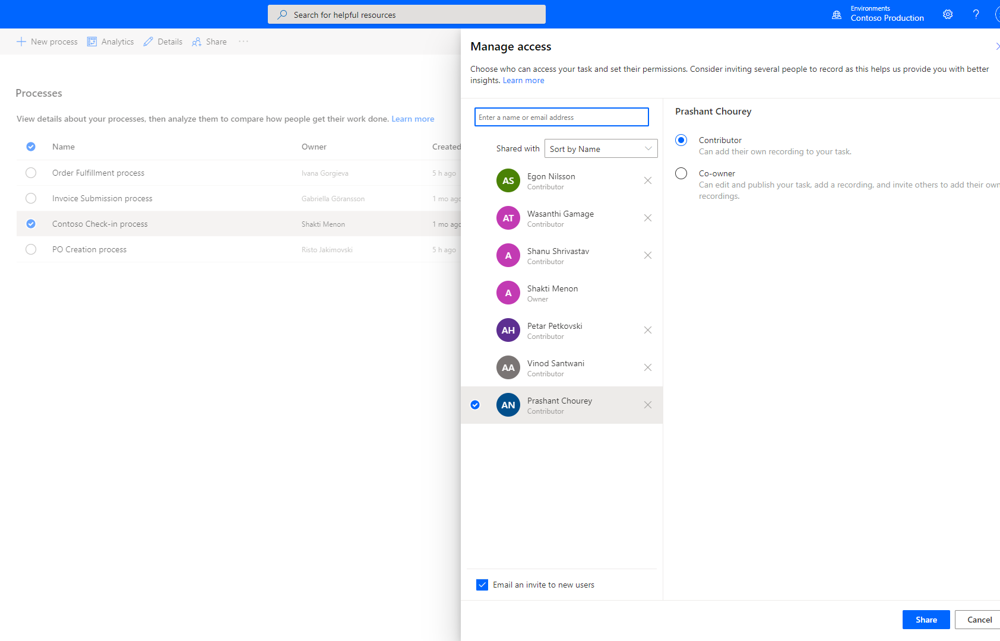 Search for helpful resources
Environments
Contoso Production
New process
Analytics
Details
Share
Manage access
Choose who can access your task and set their permissions. Consider inviting several people to record as this helps us provide you with better
insights. Learn more
Processes
View details about your processes, then analyze them to compare how people get their work done. Learn more
Name Owner Created
Order Fulfillment process Ivana Gorgieva 5 h ago
Invoice Submission process Gabriella Göransson 1 mo ago
Contoso Check-in process Shakti Menon 1 mo ago
PO Creation process Risto Jakimovski 5 h ago
Enter a name or email address
Shared with Sort by Name
AS Egon Nilsson
Contributor
AT Wasanthi Gamage
Contributor
A Shanu Shrivastav
Contributor
A Shakti Menon
Owner
AH Petar Petkovski
Contributor
AA Vinod Santwani
Contributor
AN Prashant Chourey
Contributor
Email an invite to new users
Prashant Chourey
Contributor
Can add their own recording to your task.
Co-owner
Can edit and publish your task, add a recording, and invite others to add their own
recordings.
Share
Cancel